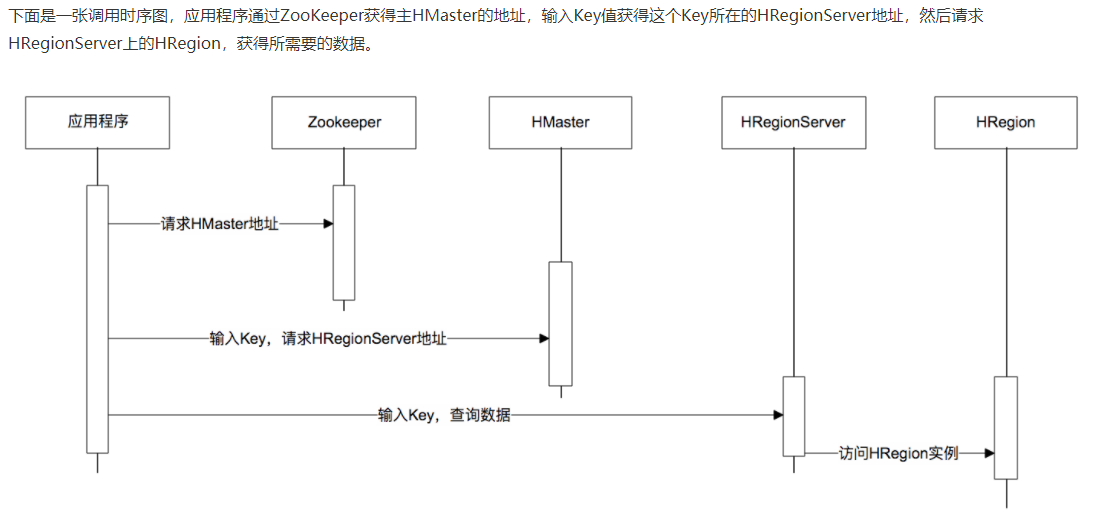 下面是一张调用时序图，应用程序通过ZooKeeper获得主HMaster的地址，输入Key值获得这个Key所在的HRegionServer地址，然后请求
HRegionServer上的HRegion，获得所需要的数据。
应用程序
Zookeeper
HMaster
HRegionServer
HRegion
请求HMaster地址
输入Key，请求HRegionServer地址
输入Key，查询数据
访问HRegion实例